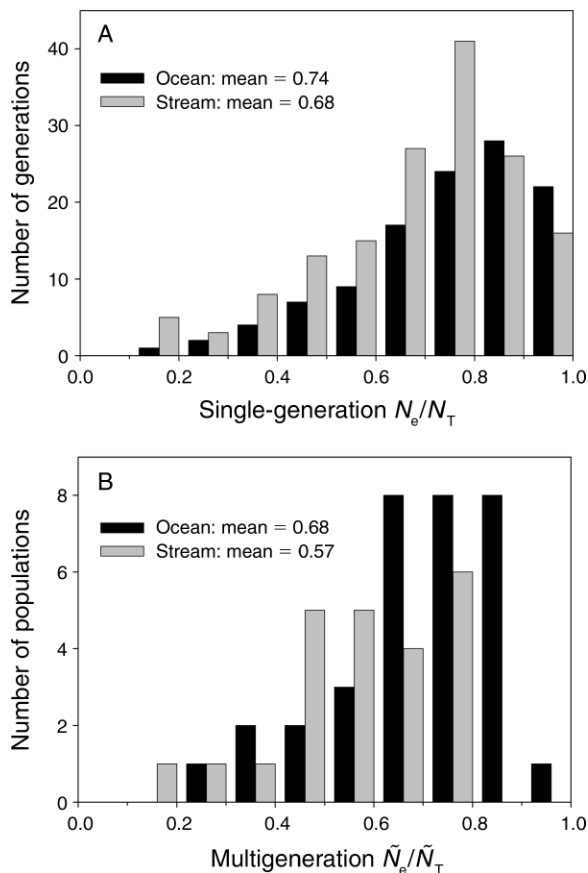 A
Ocean: mean = 0.74
Stream: mean = 0.68
Number of generations
40
30
20
10
0
0.0 0.2 0.4 0.6 0.8 1.0
Single-generation Nₑ/N_T
B
Ocean: mean = 0.68
Stream: mean = 0.57
Number of populations
8
6
4
2
0
0.0 0.2 0.4 0.6 0.8 1.0
Multigeneration Ñₑ/Ñ_T